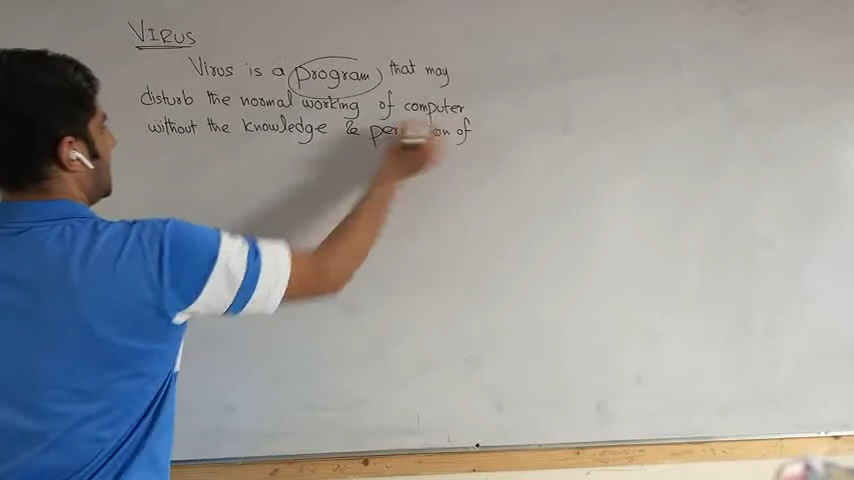 VIRUS
Virus is a program that may
disturb the normal working of computer
without the knowledge & of